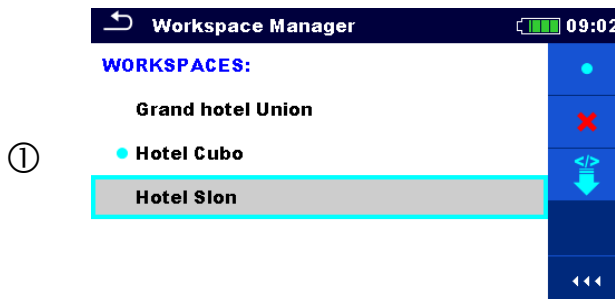 Workspace Manager 09:02
WORKSPACES:
Grand hotel Union
① Hotel Cubo
Hotel Slon